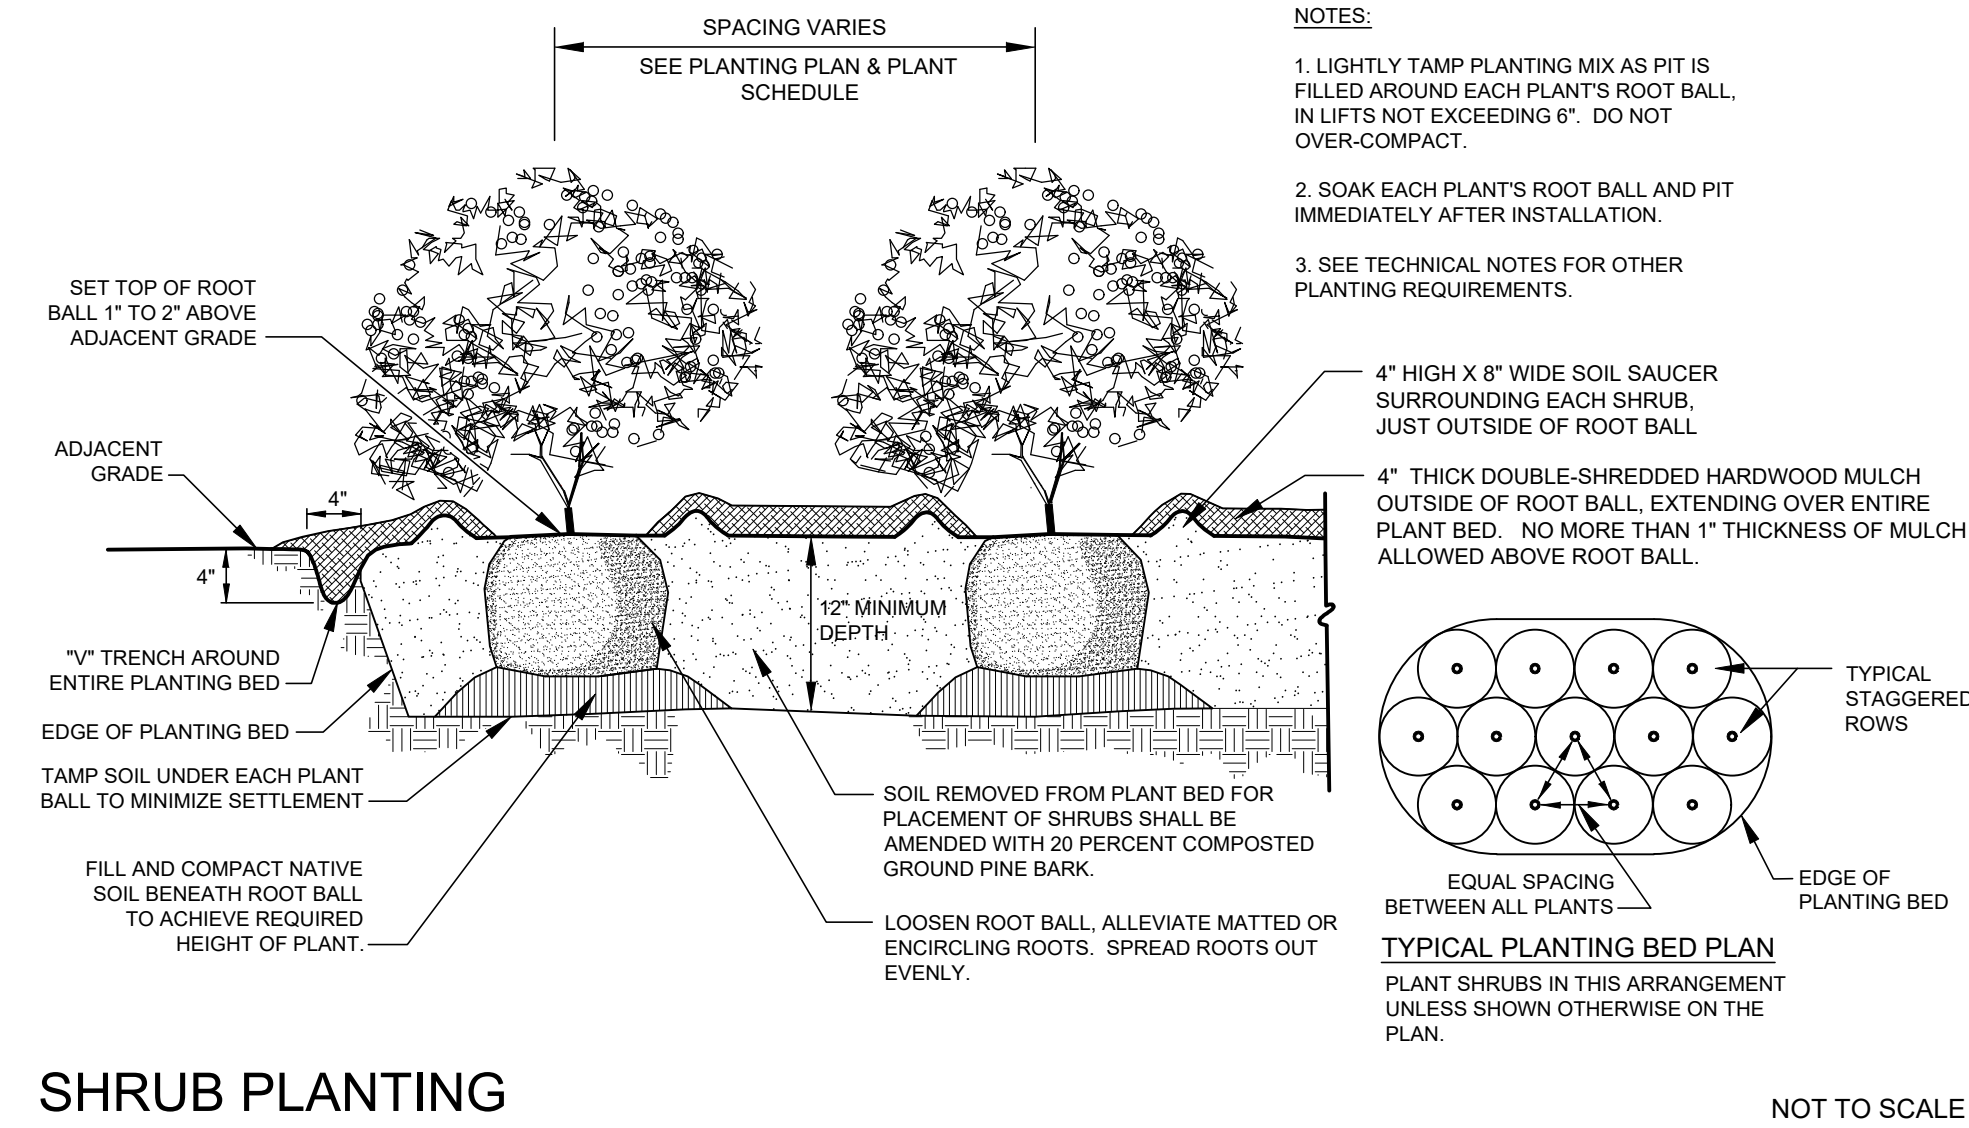 SPACING VARIES
SEE PLANTING PLAN & PLANT
SCHEDULE
NOTES:
1. LIGHTLY TAMP PLANTING MIX AS PIT IS
FILLED AROUND EACH PLANT'S ROOT BALL,
IN LIFTS NOT EXCEEDING 6". DO NOT
OVER-COMPACT.
2. SOAK EACH PLANT'S ROOT BALL AND PIT
IMMEDIATELY AFTER INSTALLATION.
3. SEE TECHNICAL NOTES FOR OTHER
PLANTING REQUIREMENTS.
SET TOP OF ROOT
BALL 1" TO 2" ABOVE
ADJACENT GRADE
ADJACENT
GRADE
4"
4"
"V" TRENCH AROUND
ENTIRE PLANTING BED
EDGE OF PLANTING BED
TAMP SOIL UNDER EACH PLANT
BALL TO MINIMIZE SETTLEMENT
FILL AND COMPACT NATIVE
SOIL BENEATH ROOT BALL
TO ACHIEVE REQUIRED
HEIGHT OF PLANT.
12" MINIMUM
DEPTH
4" HIGH X 8" WIDE SOIL SAUCER
SURROUNDING EACH SHRUB,
JUST OUTSIDE OF ROOT BALL
4" THICK DOUBLE-SHREDDED HARDWOOD MULCH
OUTSIDE OF ROOT BALL, EXTENDING OVER ENTIRE
PLANT BED. NO MORE THAN 1" THICKNESS OF MULCH
ALLOWED ABOVE ROOT BALL.
SOIL REMOVED FROM PLANT BED FOR
PLACEMENT OF SHRUBS SHALL BE
AMENDED WITH 20 PERCENT COMPOSTED
GROUND PINE BARK.
LOOSEN ROOT BALL, ALLEVIATE MATTED OR
ENCIRCLING ROOTS. SPREAD ROOTS OUT
EVENLY.
TYPICAL
STAGGERED
ROWS
EQUAL SPACING
BETWEEN ALL PLANTS
EDGE OF
PLANTING BED
TYPICAL PLANTING BED PLAN
PLANT SHRUBS IN THIS ARRANGEMENT
UNLESS SHOWN OTHERWISE ON THE
PLAN.
SHRUB PLANTING
NOT TO SCALE